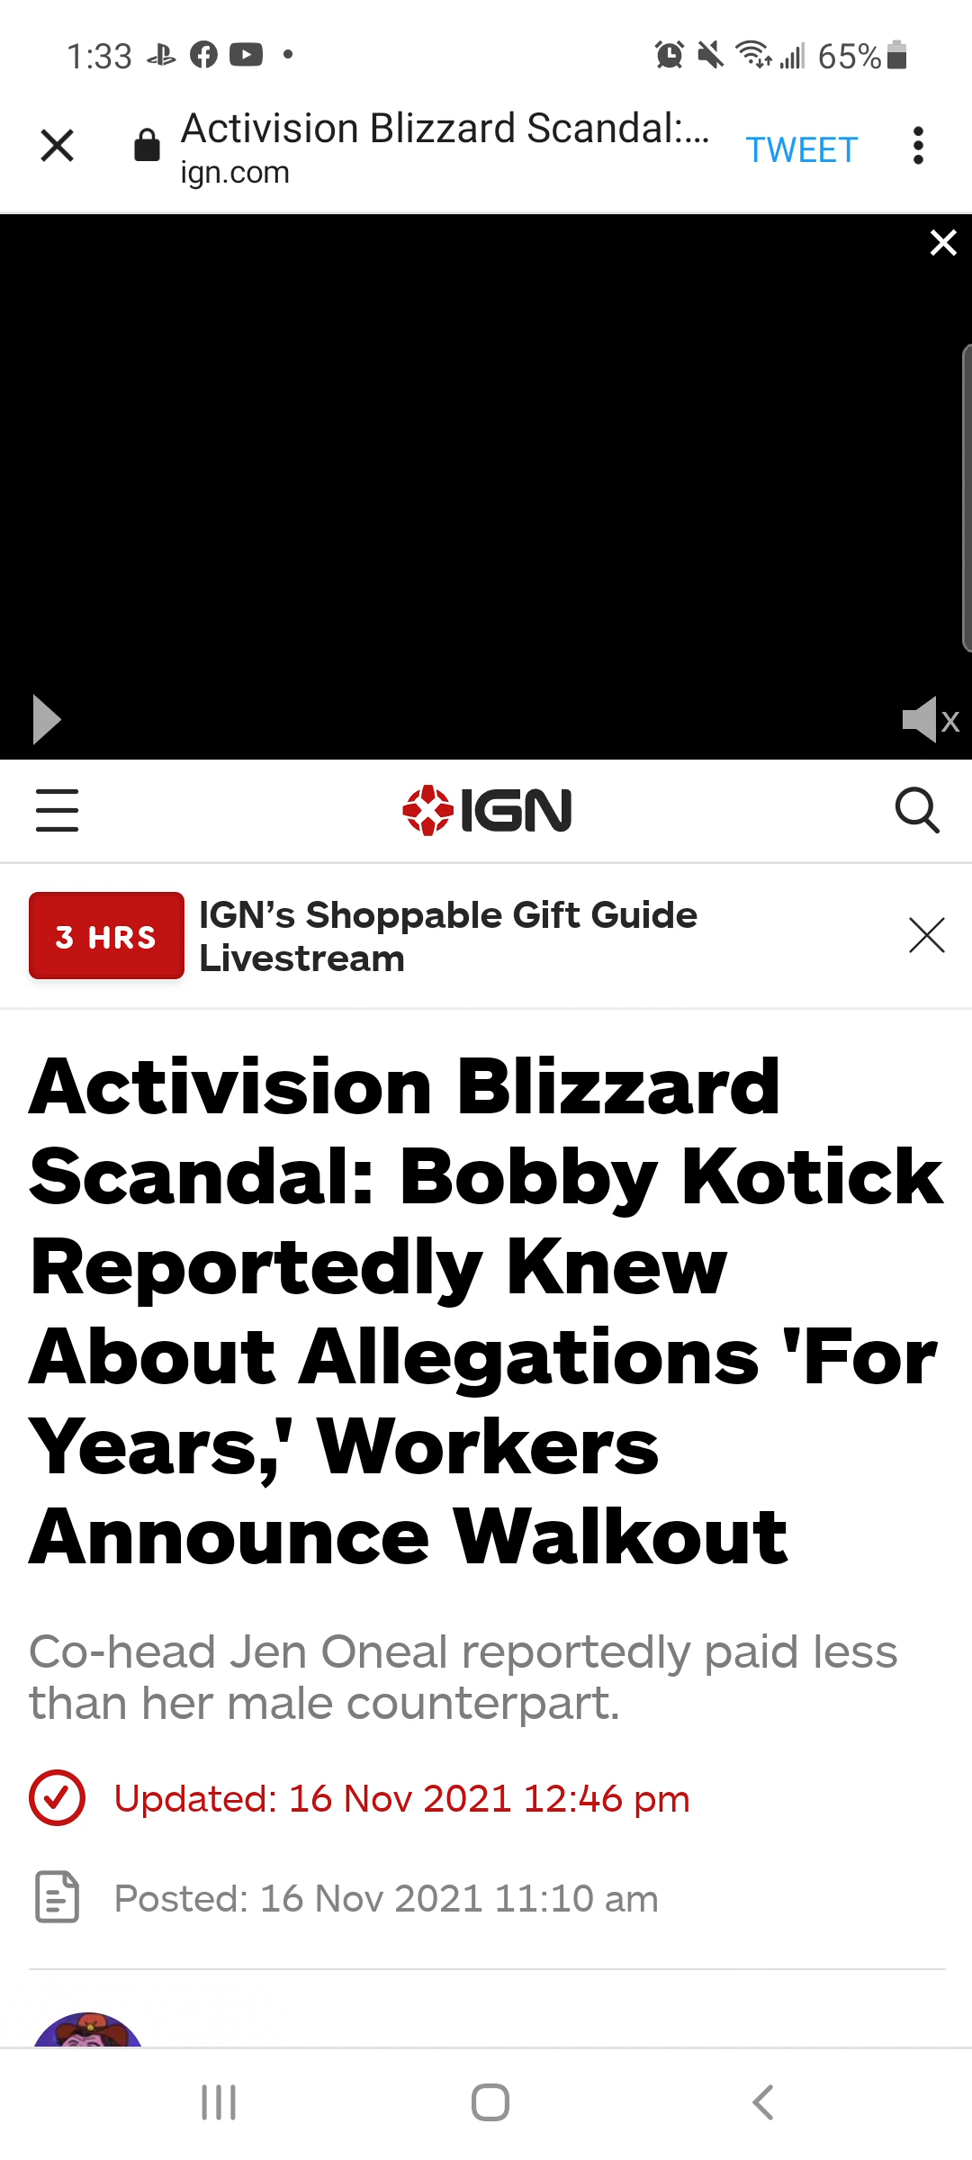 1:33
65%
Activision Blizzard Scandal:...
ign.com
TWEET
x
IGN
3 HRS
IGN’s Shoppable Gift Guide
Livestream
Activision Blizzard
Scandal: Bobby Kotick
Reportedly Knew
About Allegations 'For
Years,' Workers
Announce Walkout
Co-head Jen Oneal reportedly paid less
than her male counterpart.
Updated: 16 Nov 2021 12:46 pm
Posted: 16 Nov 2021 11:10 am